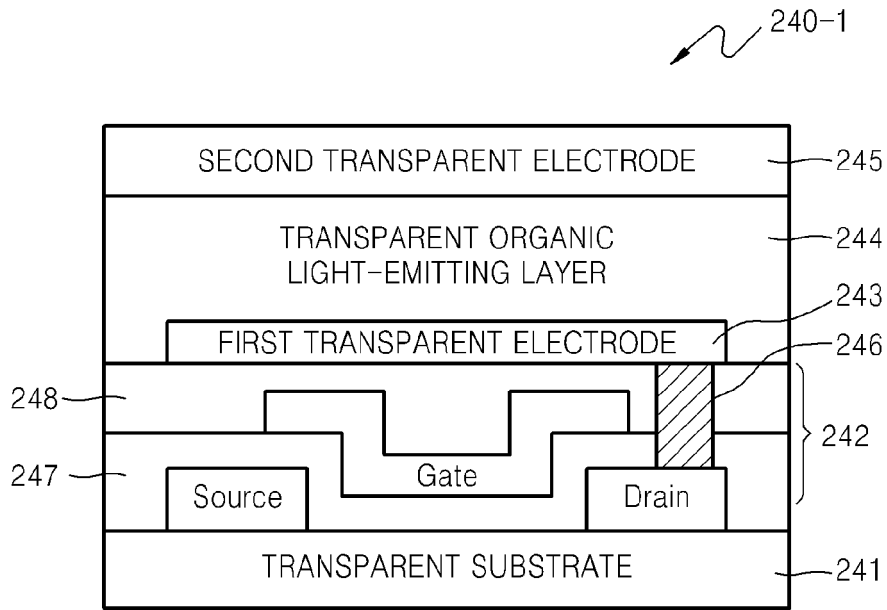 240-1
SECOND TRANSPARENT ELECTRODE
245
TRANSPARENT ORGANIC
LIGHT-EMITTING LAYER
244
243
FIRST TRANSPARENT ELECTRODE
246
248
242
247
Gate
Source
Drain
TRANSPARENT SUBSTRATE
241